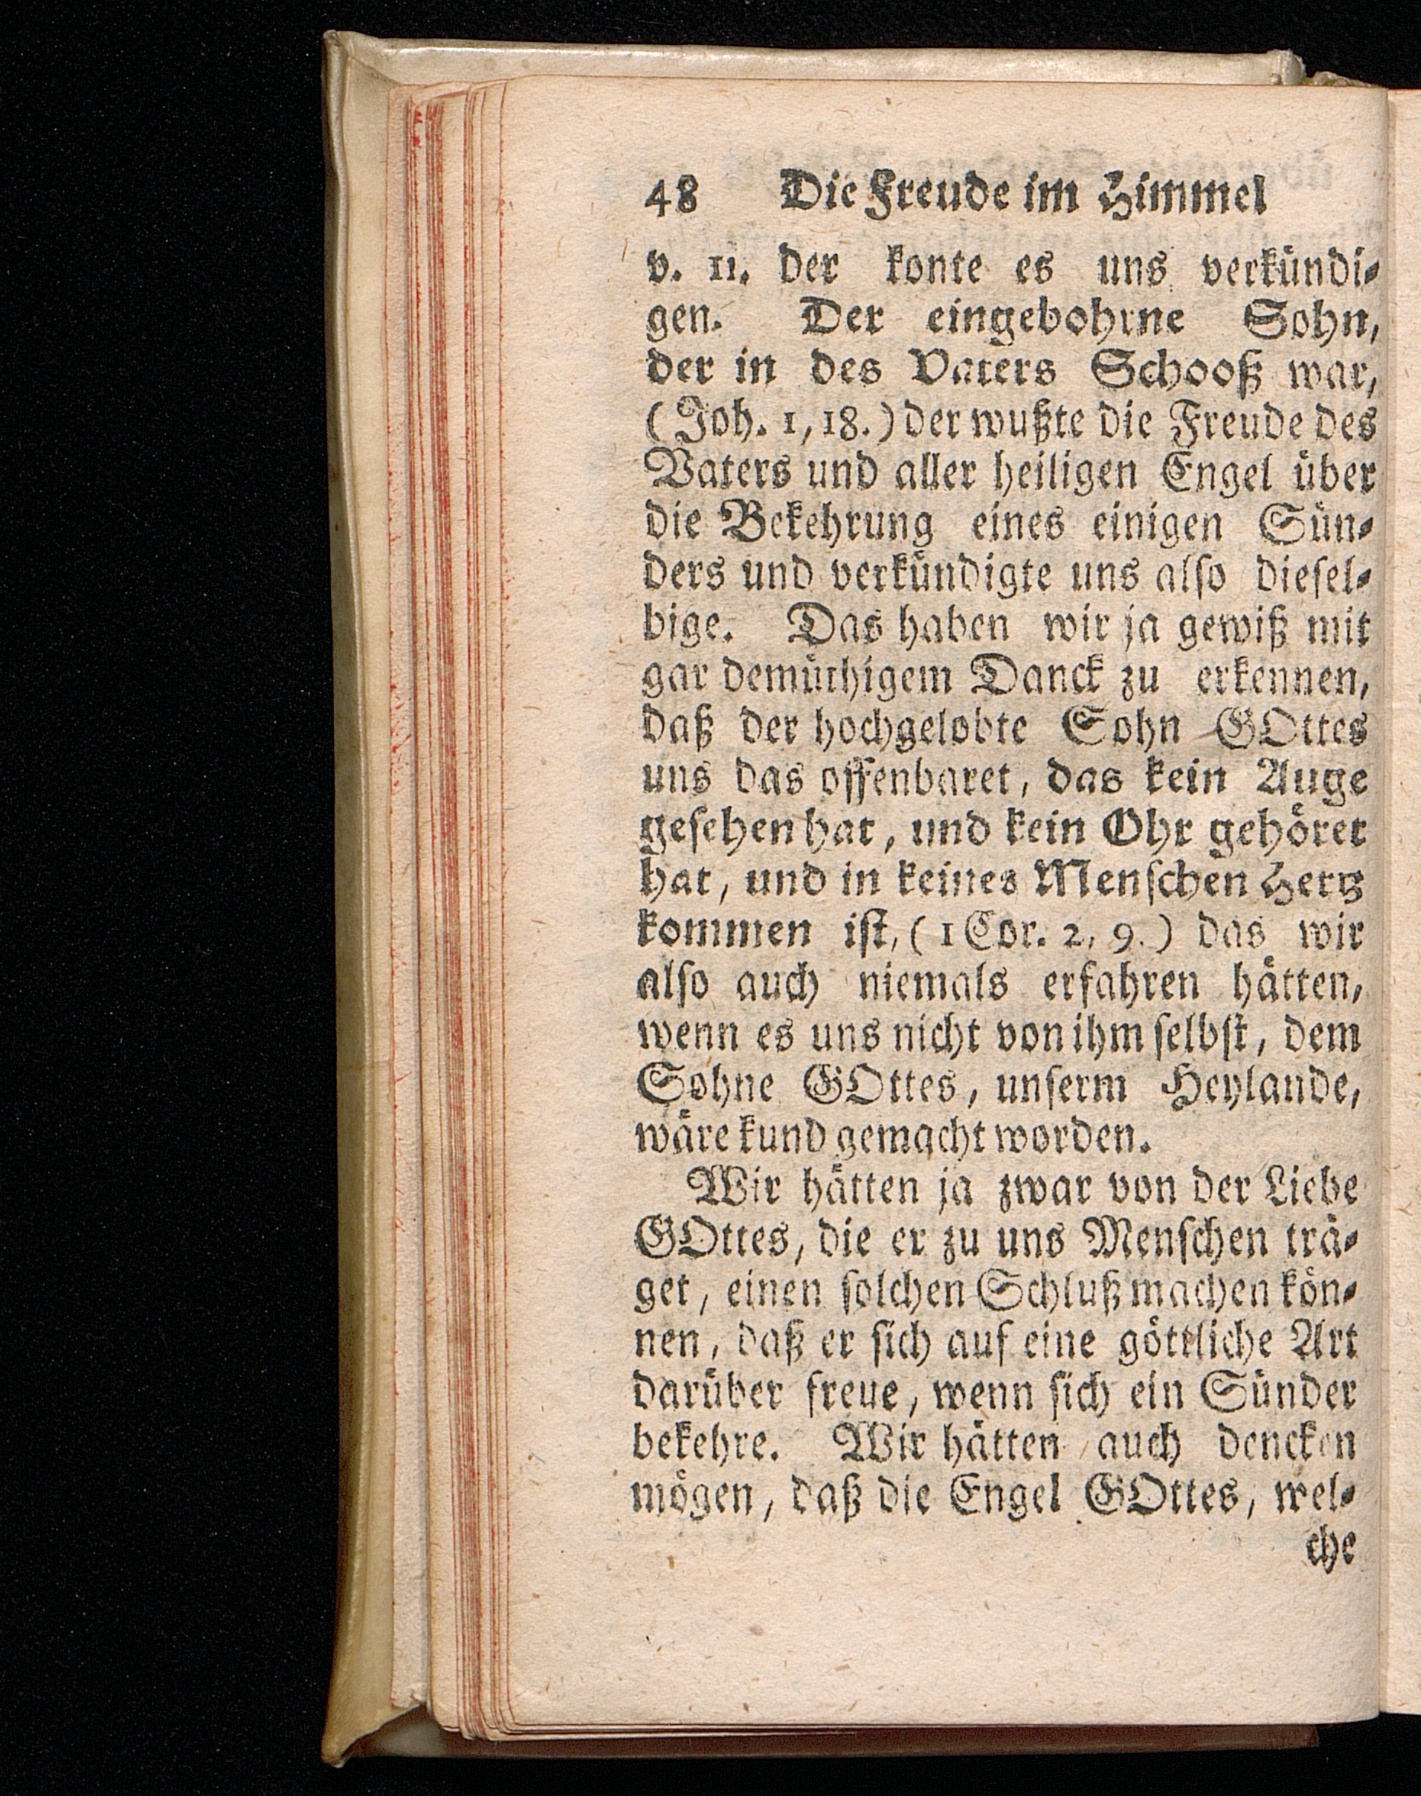 48 Die Freude im Himmel
v. 11. der konte es uns verkündi-
gen. Der eingebohrne Sohn,
der in des Vaters Schooß war,
(Joh. 1, 18.) der wußte die Freude des
Vaters und aller heiligen Engel über
die Bekehrung eines einigen Sün-
ders und verkündigte uns also diesel-
bige. Das haben wir ja gewiß mit
gar demüthigem Danck zu erkennen,
daß der hochgelobte Sohn GOttes
uns das offenbaret, das kein Auge
gesehen hat, und kein Ohr gehöret
hat, und in keines Menschen Hertz
kommen ist, (1 Cor. 2, 9.) das wir
also auch niemals erfahren hätten,
wenn es uns nicht von ihm selbst, dem
Sohne GOttes, unserm Heylande,
wäre kund gemacht worden.
Wir hätten ja zwar von der Liebe
GOttes, die er zu uns Menschen trä-
get, einen solchen Schluß machen kön-
nen, daß er sich auf eine göttliche Art
darüber freue, wenn sich ein Sünder
bekehre. Wir hätten auch dencken
mögen, daß die Engel GOttes, wel-
che